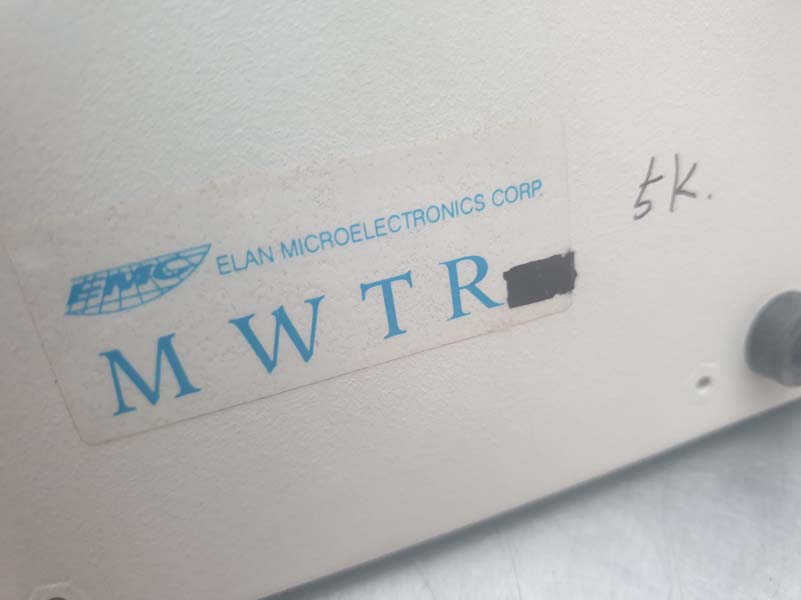 EMC ELAN MICROELECTRONICS CORP.
M W T R
5K.